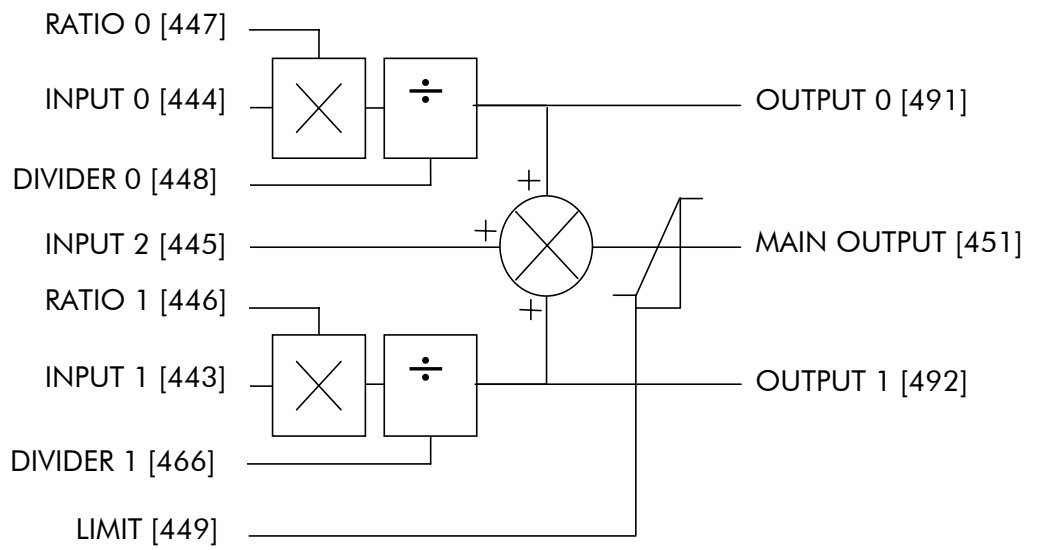 RATIO 0 [447]
INPUT 0 [444]
OUTPUT 0 [491]
DIVIDER 0 [448]
INPUT 2 [445]
MAIN OUTPUT [451]
RATIO 1 [446]
INPUT 1 [443]
OUTPUT 1 [492]
DIVIDER 1 [466]
LIMIT [449]